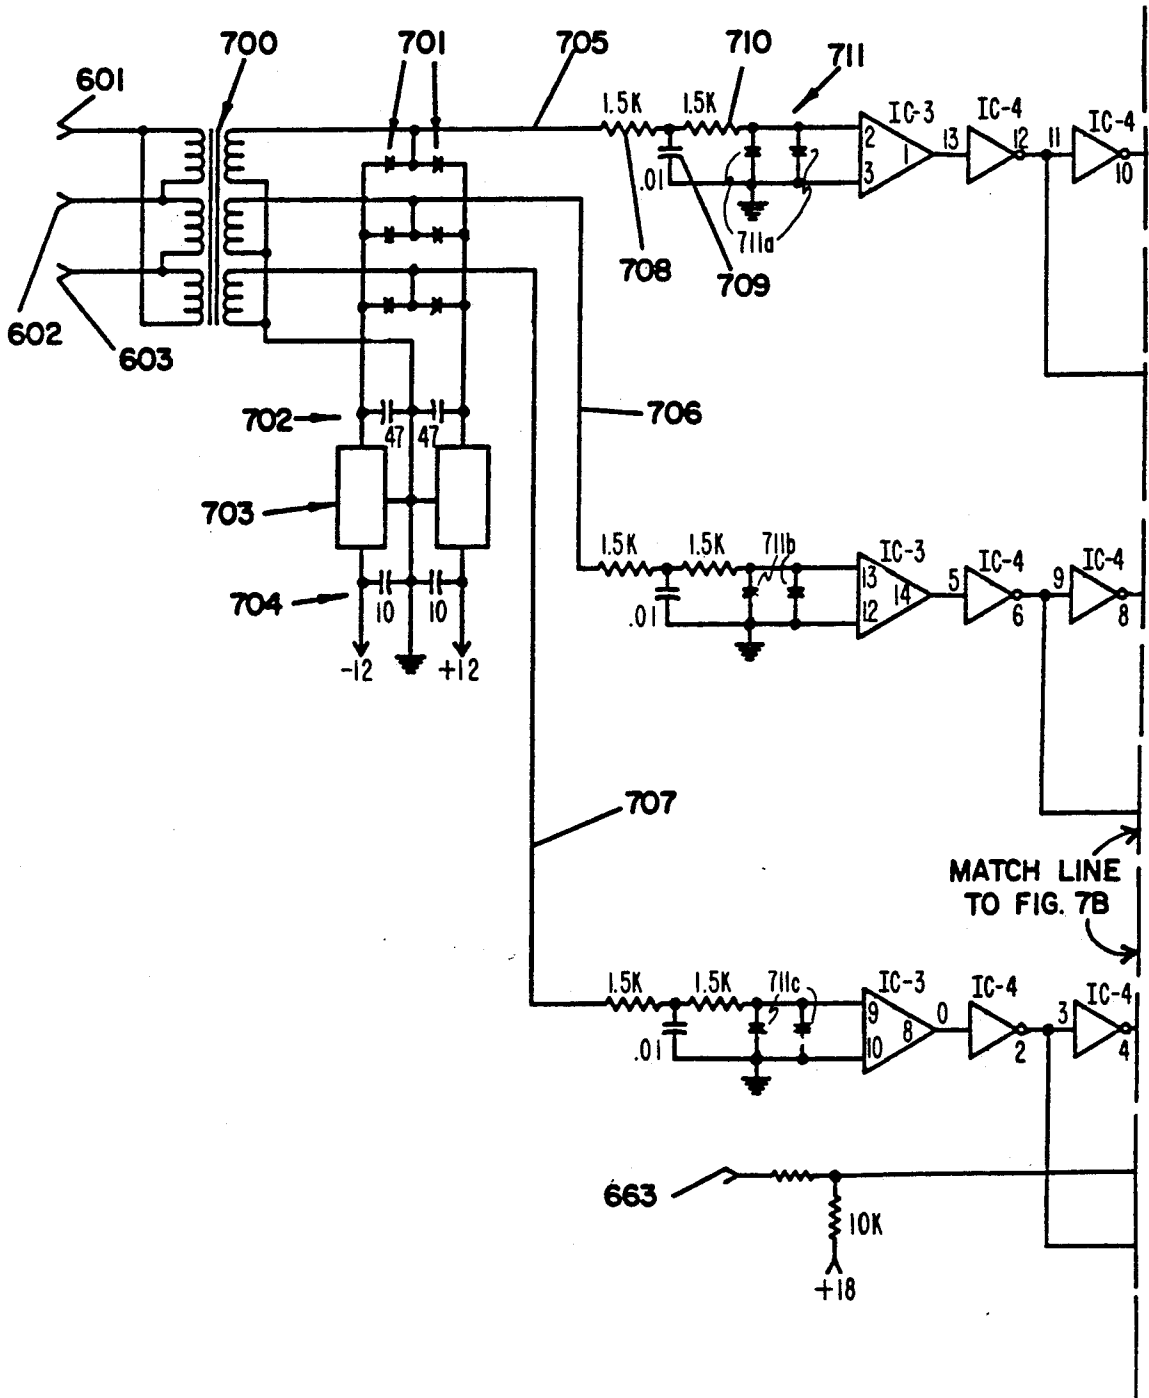 700 701 705 710 711
601
1.5K 1.5K IC-3 IC-4 IC-4
2 1 13 12 11 10
3
.01
711a
708 709
602 603
702 47 47 706
703
1.5K 1.5K 711b IC-3 IC-4 IC-4
13 14 5 6 9 8
12
.01
704 10 10
-12 +12
707
MATCH LINE
TO FIG. 7B
1.5K 1.5K 711c IC-3 IC-4 IC-4
9 8 0 2 3 4
10
.01
663
10K
+18